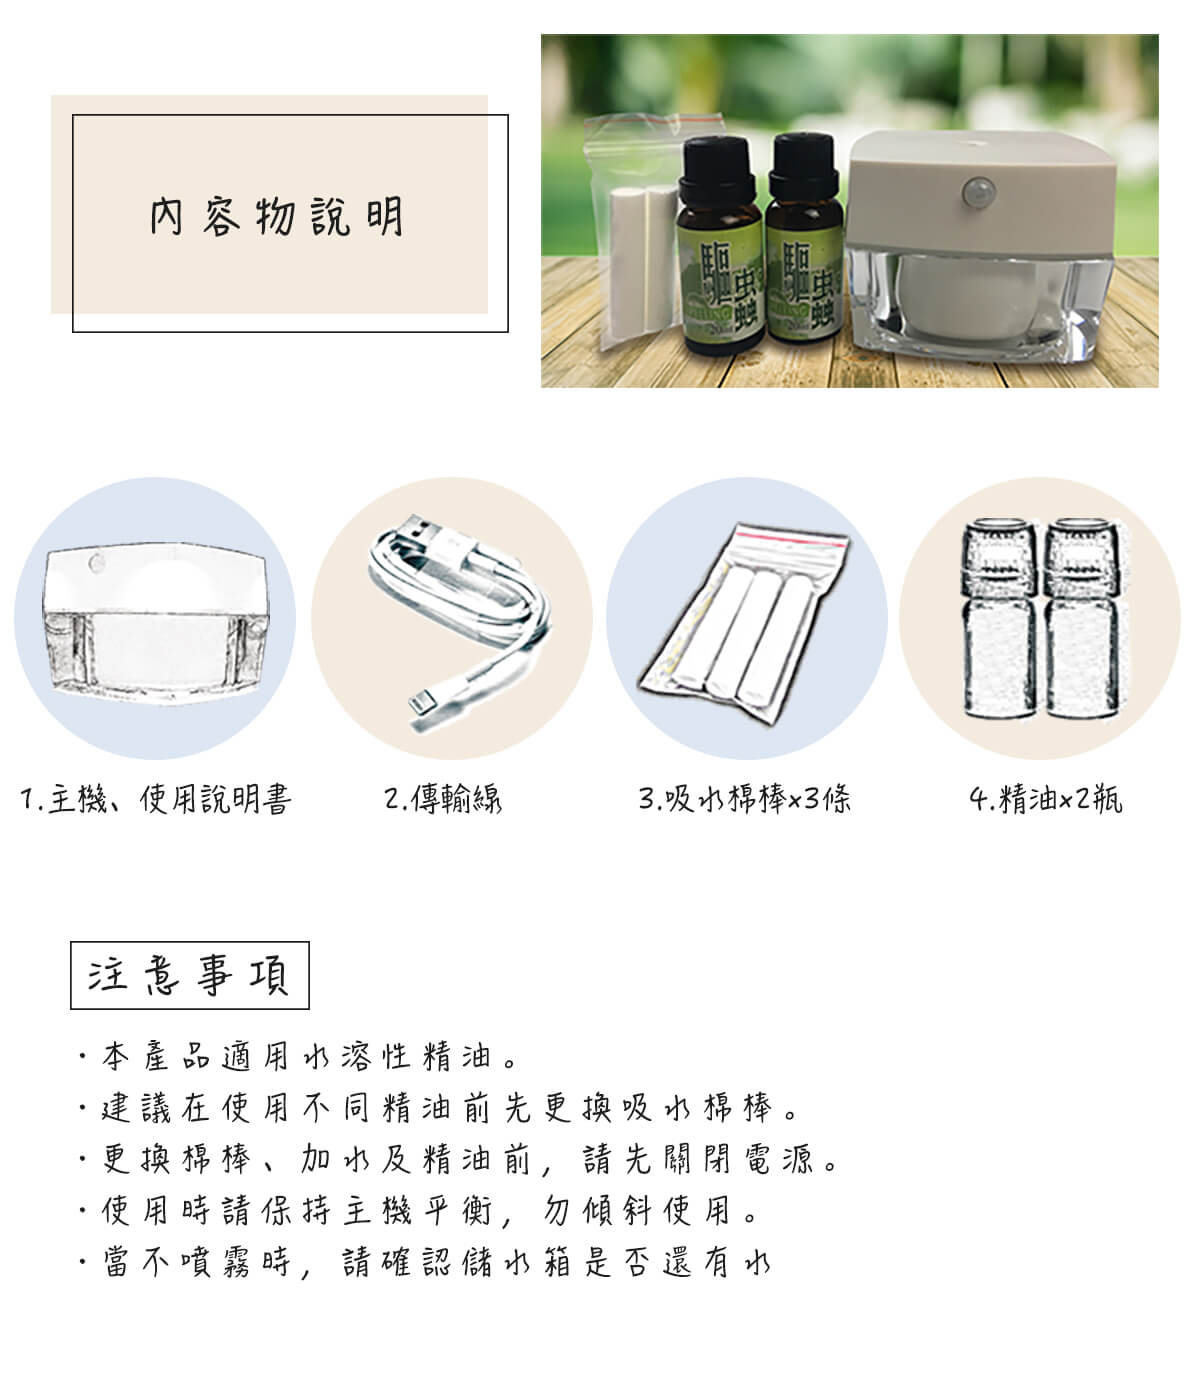 內容物說明
驅虫蟲
驅虫蟲
1.主機、使用說明書
2.傳輸線
3.吸水棉棒x3條
4.精油x2瓶
注意事項
·本產品適用水溶性精油。
·建議在使用不同精油前先更換吸水棉棒。
·更換棉棒、加水及精油前,請先關閉電源。
·使用時請保持主機平衡,勿傾斜使用。
·當不噴霧時,請確認儲水箱是否還有水